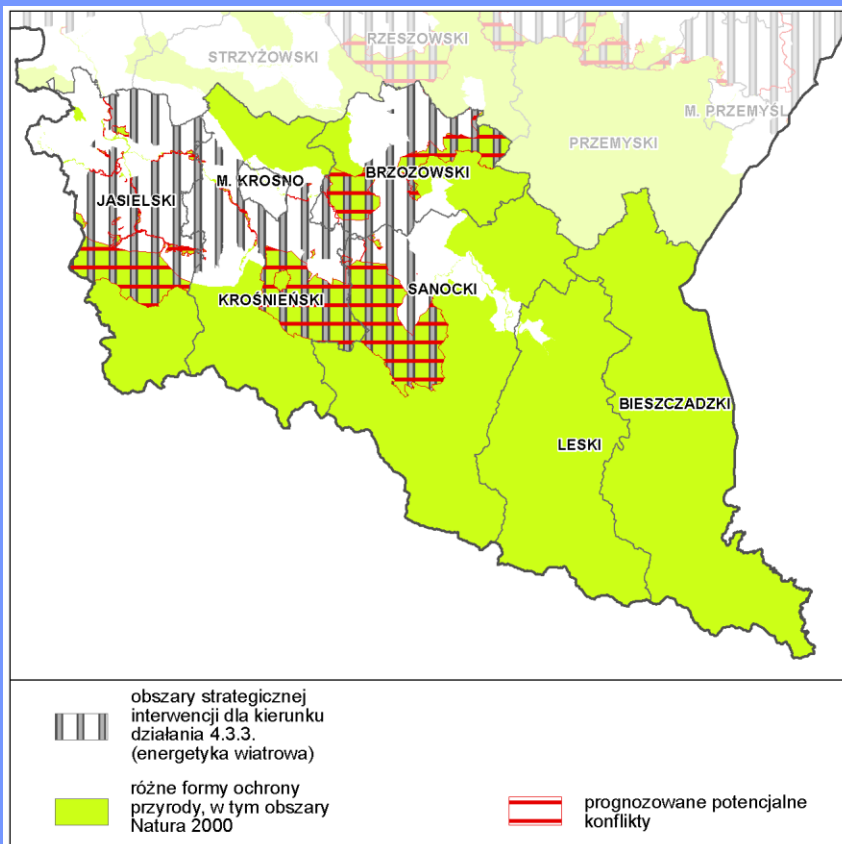 RZESZOWSKI
STRZYŻOWSKI
M. PRZEMYŚL
PRZEMYSKI
BRZOZOWSKI
M. KROSNO
JASIELSKI
SANOCKI
KROŚNIEŃSKI
BIESZCZADZKI
LESKI
obszary strategicznej
interwencji dla kierunku
działania 4.3.3.
(energetyka wiatrowa)
różne formy ochrony
przyrody, w tym obszary
Natura 2000
prognozowane potencjalne
konflikty